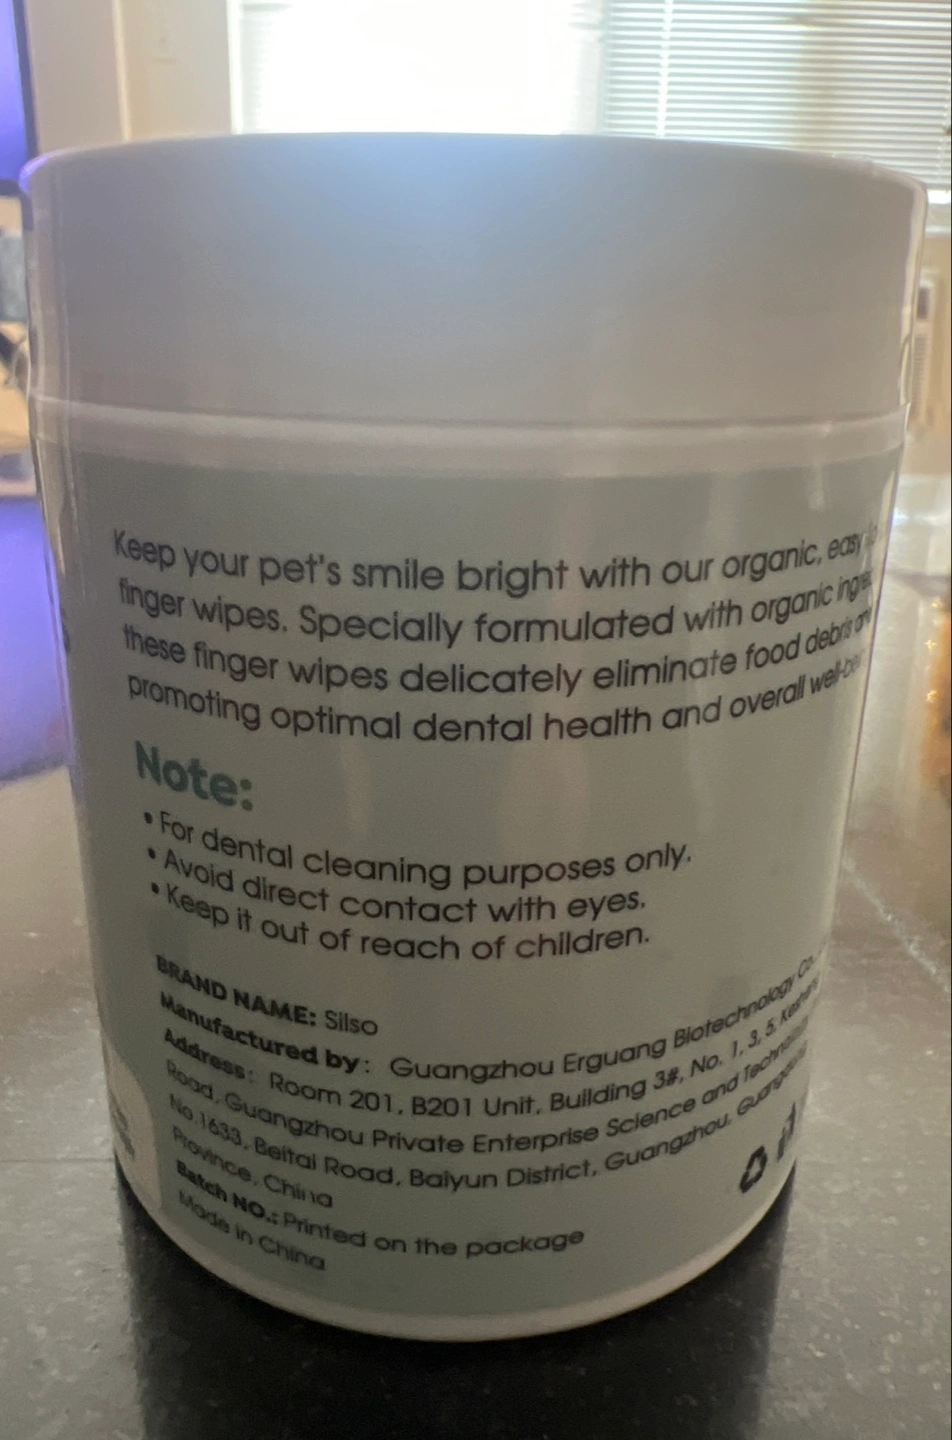 Keep your pet's smile bright with our organic, easy
finger wipes. Specially formulated with organic
these finger wipes delicately eliminate food debris
promoting optimal dental health and overall
Note:
• For dental cleaning purposes only.
• Avoid direct contact with eyes.
• Keep it out of reach of children.
BRAND NAME: Silso
Manufactured by: Guangzhou Erguang Biotechnology Co.,
Address: Room 201, B201 Unit, Building 3#, No. 1, 3, 5,
Road, Guangzhou Private Enterprise Science and
No.1633, Beitai Road, Baiyun District, Guangzhou,
Province, China
Batch NO.: Printed on the package
Made in China